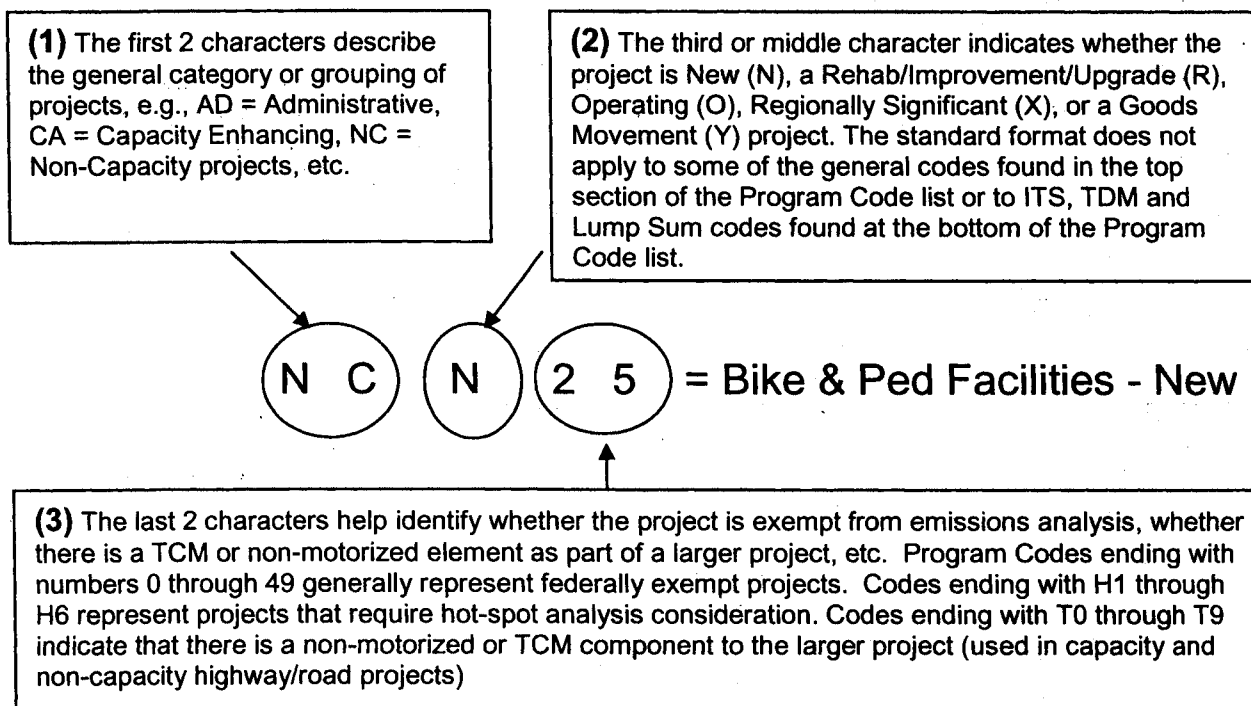 (1) The first 2 characters describe
the general category or grouping of
projects, e.g., AD = Administrative,
CA = Capacity Enhancing, NC =
Non-Capacity projects, etc.
(2) The third or middle character indicates whether the
project is New (N), a Rehab/Improvement/Upgrade (R),
Operating (O), Regionally Significant (X), or a Goods
Movement (Y) project. The standard format does not
apply to some of the general codes found in the top
section of the Program Code list or to ITS, TDM and
Lump Sum codes found at the bottom of the Program
Code list.
N C N 2 5 = Bike & Ped Facilities - New
(3) The last 2 characters help identify whether the project is exempt from emissions analysis, whether
there is a TCM or non-motorized element as part of a larger project, etc. Program Codes ending with
numbers 0 through 49 generally represent federally exempt projects. Codes ending with H1 through
H6 represent projects that require hot-spot analysis consideration. Codes ending with T0 through T9
indicate that there is a non-motorized or TCM component to the larger project (used in capacity and
non-capacity highway/road projects)